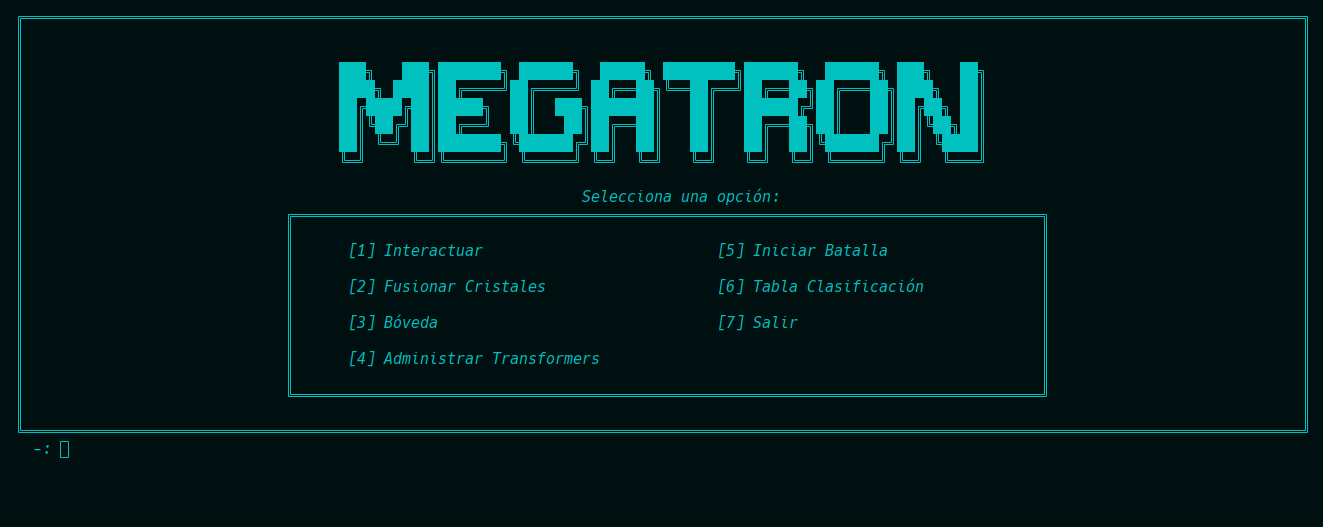 MEGATRON
Selecciona una opción:
[1] Interactuar
[2] Fusionar Cristales
[3] Bóveda
[4] Administrar Transformers
[5] Iniciar Batalla
[6] Tabla Clasificación
[7] Salir
-: